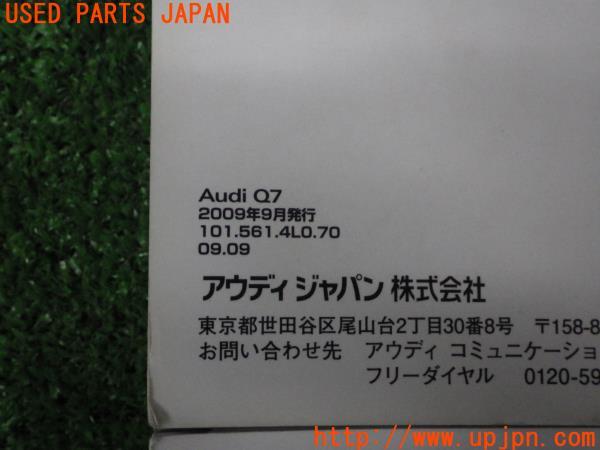 USED PARTS JAPAN
Audi Q7
2009年9月発行
101.561.4L0.70
09.09
アウディ ジャパン 株式会社
東京都世田谷区尾山台2丁目30番8号 〒158-8
お問い合わせ先 アウディ コミュニケーショ
フリーダイヤル 0120-59
http://www.upjpn.com/